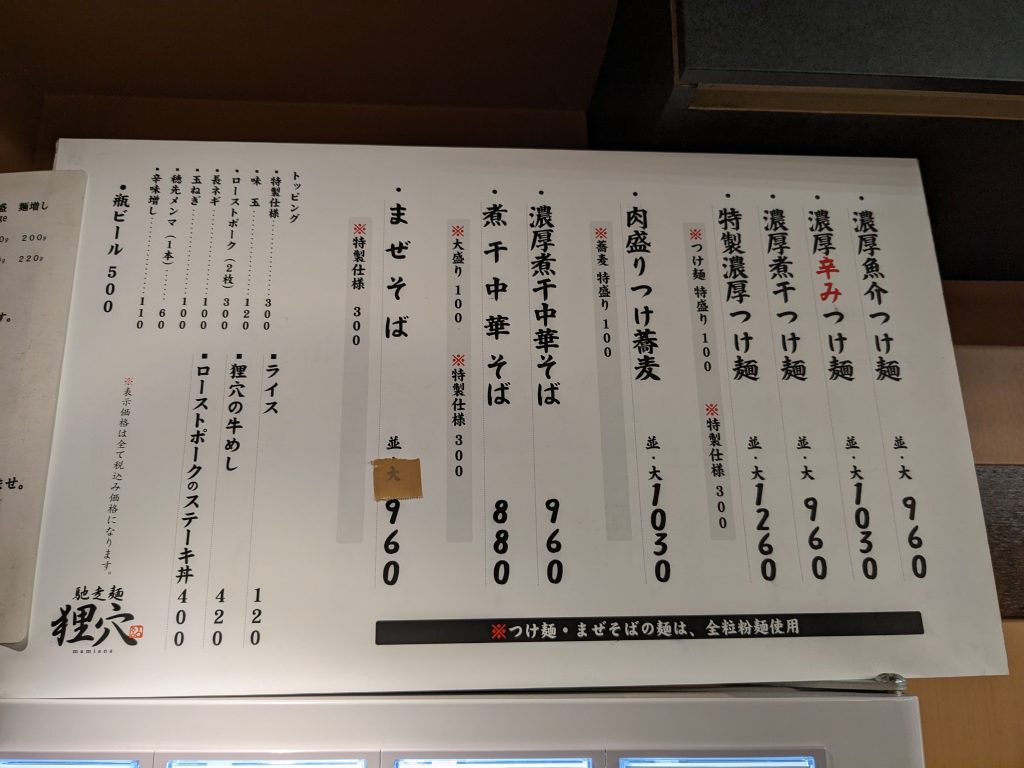 ・濃厚魚介つけ麺 並・大 960
・濃厚辛みつけ麺 並・大 1030
・濃厚煮干つけ麺 並・大 960
・特製濃厚つけ麺 並・大 1260
※つけ麺 特盛り 100 ※特製仕様 300
・肉盛りつけ蕎麦 並・大 1030
※蕎麦 特盛り 100
・濃厚煮干中華そば 960
・煮干中華そば 880
※大盛り 100 ※特製仕様 300
・まぜそば 並・大 960
※特製仕様 300
※つけ麺・まぜそばの麺は、全粒粉麺使用
トッピング
・特製仕様 300
・味玉 120
・ローストポーク(2枚) 300
・長ネギ 100
・玉ねぎ 100
・穂先メンマ(1本) 60
・辛味増し 110
・瓶ビール 500
■ライス 120
■狸穴の牛めし 420
■ローストポークのステーキ丼 400
※表示価格は全て税込み価格になります。
馳走麺
狸穴
mamiana
盛 麺増し
200g
220g
す。
ませ。